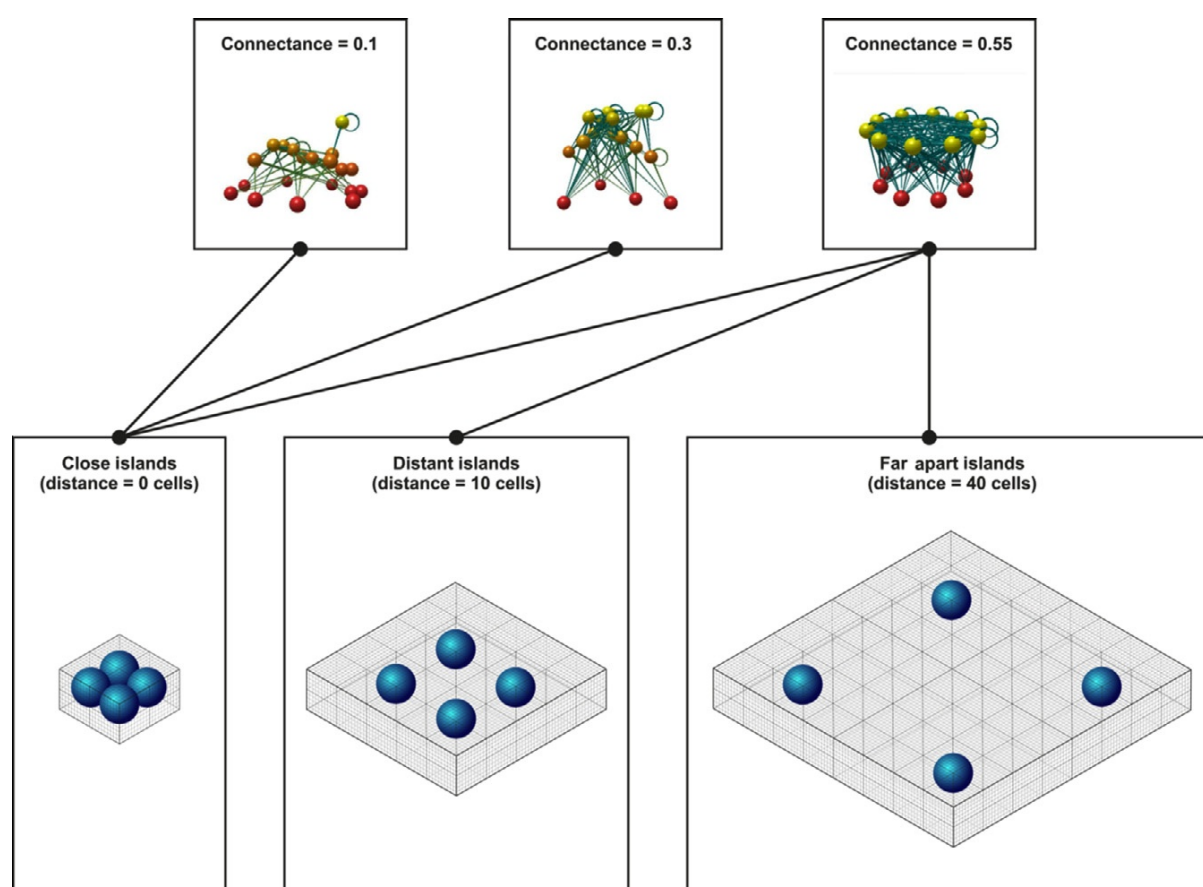 Connectance = 0.1
Connectance = 0.3
Connectance = 0.55
Close islands
(distance = 0 cells)
Distant islands
(distance = 10 cells)
Far apart islands
(distance = 40 cells)